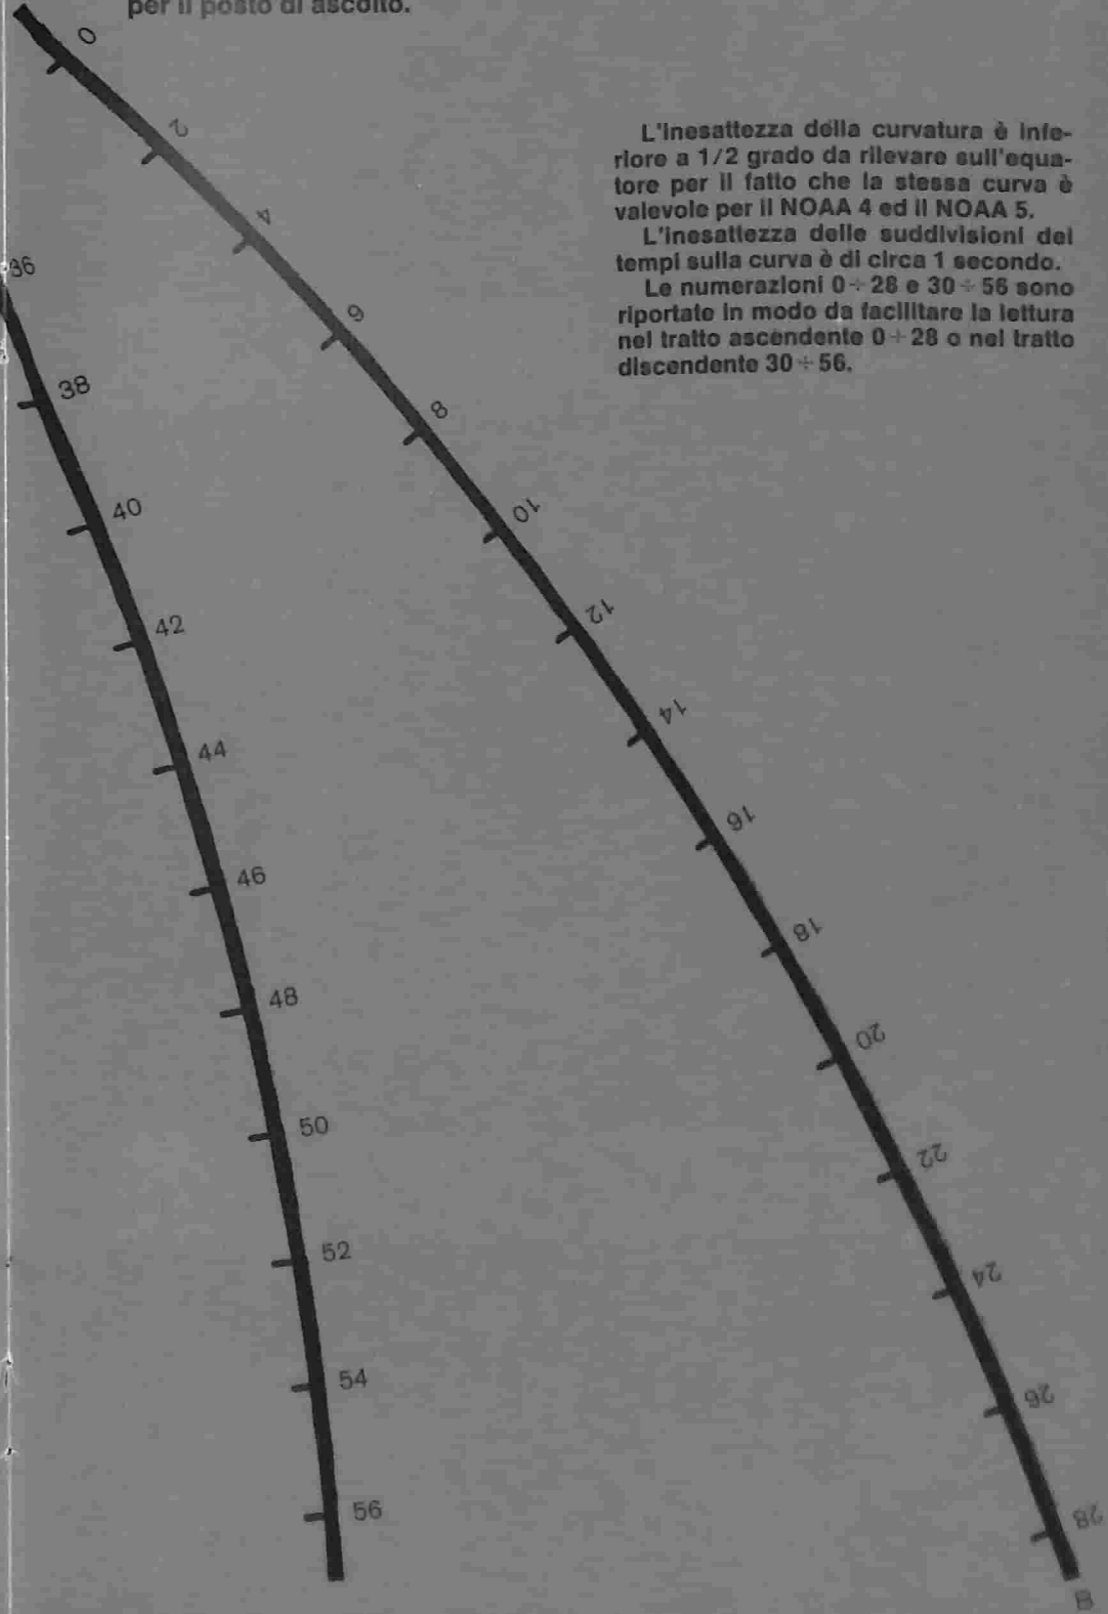 per il posto di ascolto.
L'inesattezza della curvatura è infe-
riore a 1/2 grado da rilevare sull'equa-
tore per il fatto che la stessa curva è
valevole per il NOAA 4 ed il NOAA 5.
L'inesattezza delle suddivisioni dei
tempi sulla curva è di circa 1 secondo.
Le numerazioni 0÷28 e 30÷56 sono
riportate in modo da facilitare la lettura
nel tratto ascendente 0÷28 o nel tratto
discendente 30÷56.
0
2
4
6
8
10
12
14
16
18
20
22
24
26
28
B
36
38
40
42
44
46
48
50
52
54
56